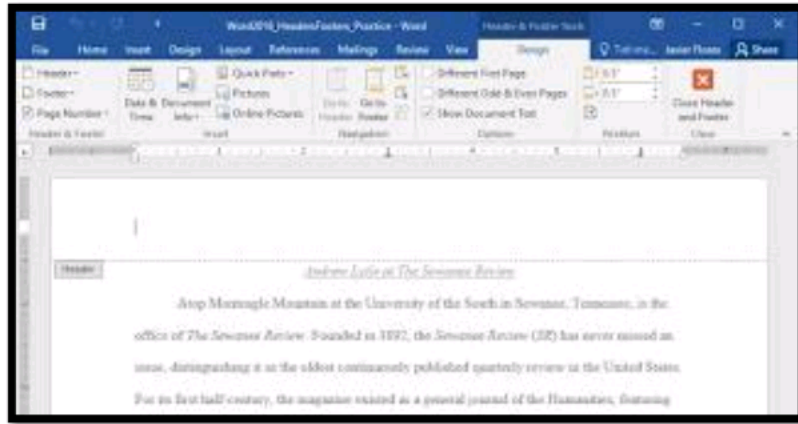 Word2016_HeadersFooters_Practice - Word
Header & Footer Tools
File Home Insert Design Layout References Mailings Review View Design Tell me... Javier Flores Share
Header
Footer
Page Number
Header & Footer
Date & Time
Document Info
Quick Parts
Pictures
Online Pictures
Insert
Go to Header
Go to Footer
Navigation
Different First Page
Different Odd & Even Pages
Show Document Text
Options
0.5"
0.5"
Position
Close Header and Footer
Close
Header
Andrew Lytle at The Sewanee Review
Atop Monteagle Mountain at the University of the South in Sewanee, Tennessee, is the
office of The Sewanee Review. Founded in 1892, the Sewanee Review (SR) has never missed an
issue, distinguishing it as the oldest continuously published quarterly review in the United States.
For its first half-century, the magazine existed as a general journal of the Humanities, featuring